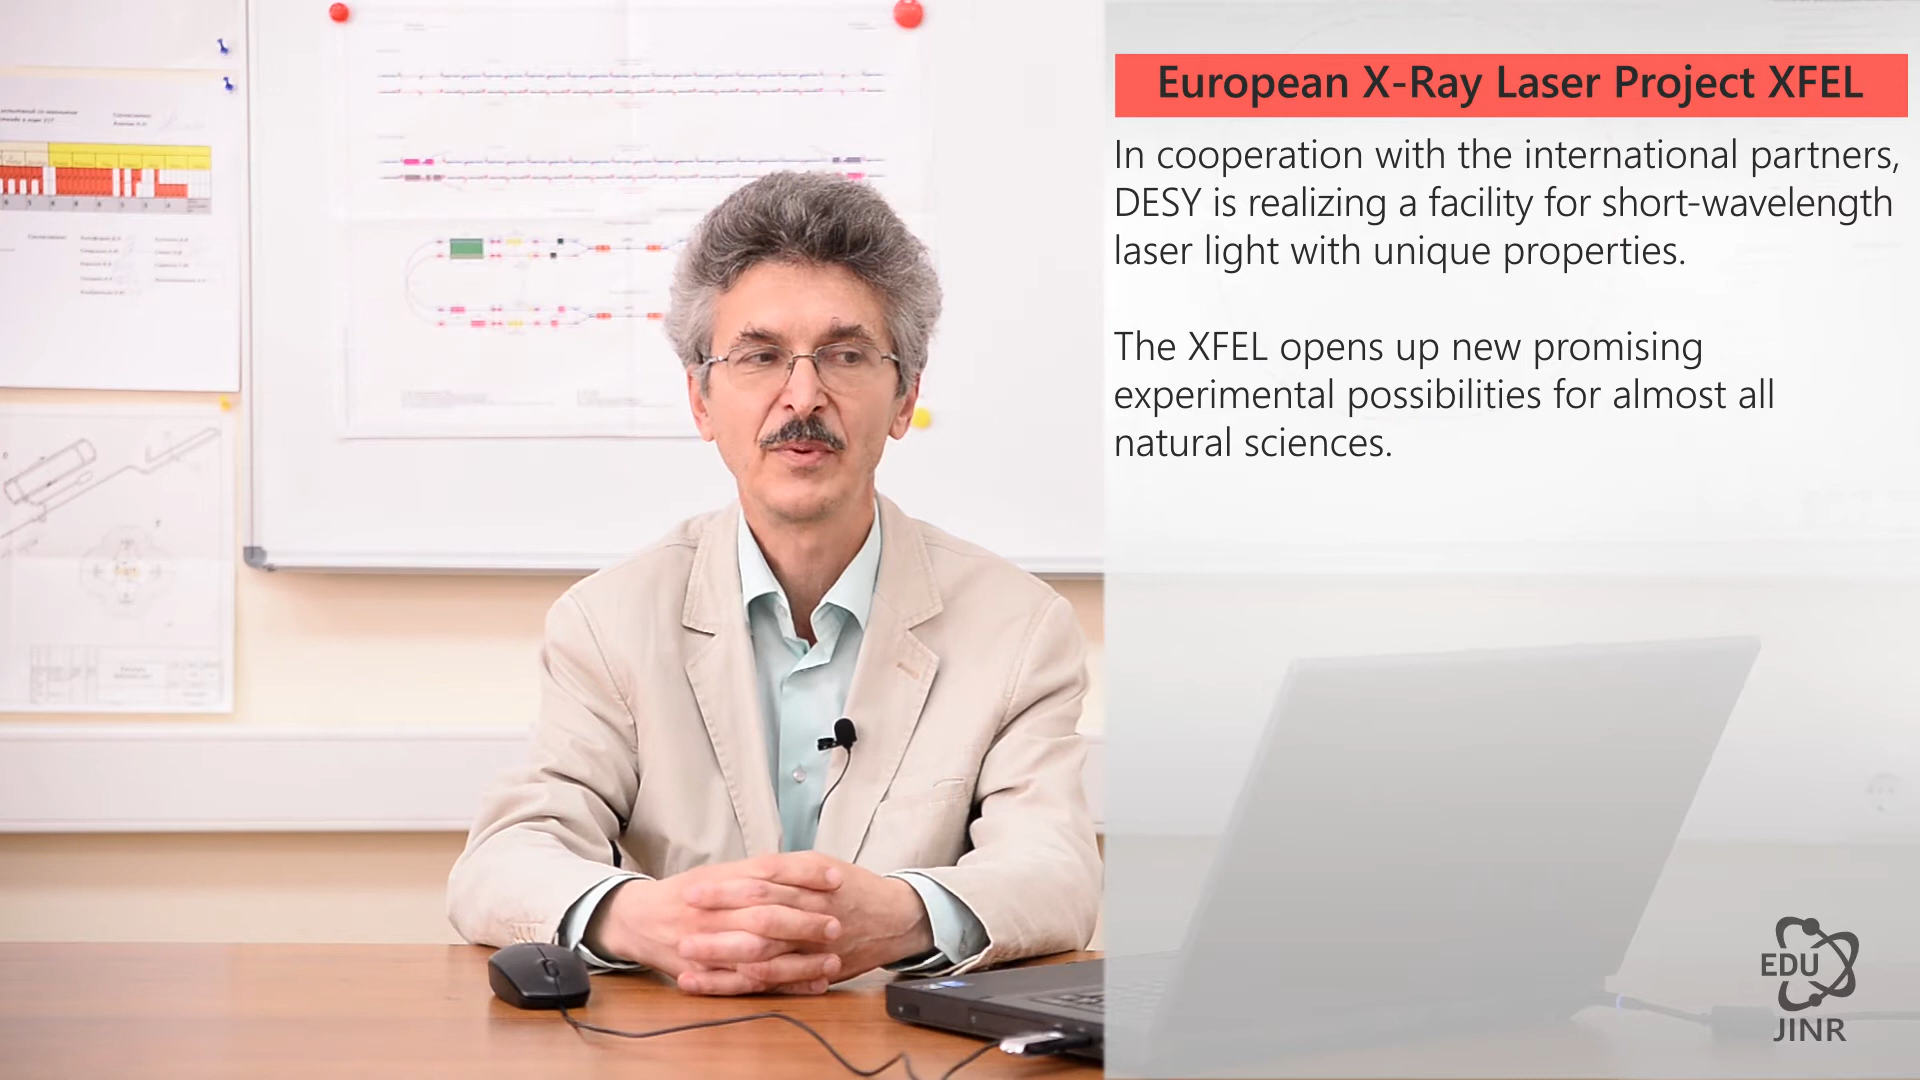 European X-Ray Laser Project XFEL
In cooperation with the international partners,
DESY is realizing a facility for short-wavelength
laser light with unique properties.
The XFEL opens up new promising
experimental possibilities for almost all
natural sciences.
EDU
JINR